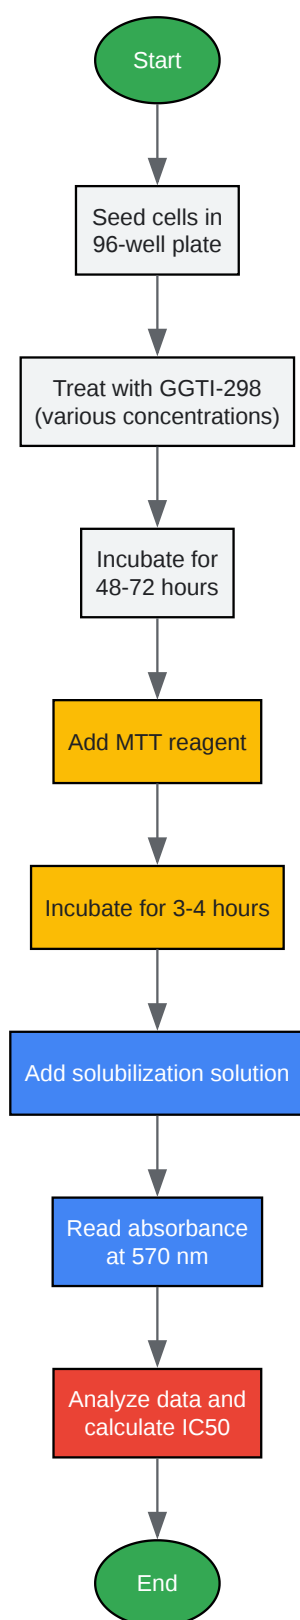 Start
Seed cells in
96-well plate
Treat with GGTI-298
(various concentrations)
Incubate for
48-72 hours
Add MTT reagent
Incubate for 3-4 hours
Add solubilization solution
Read absorbance
at 570 nm
Analyze data and
calculate IC50
End